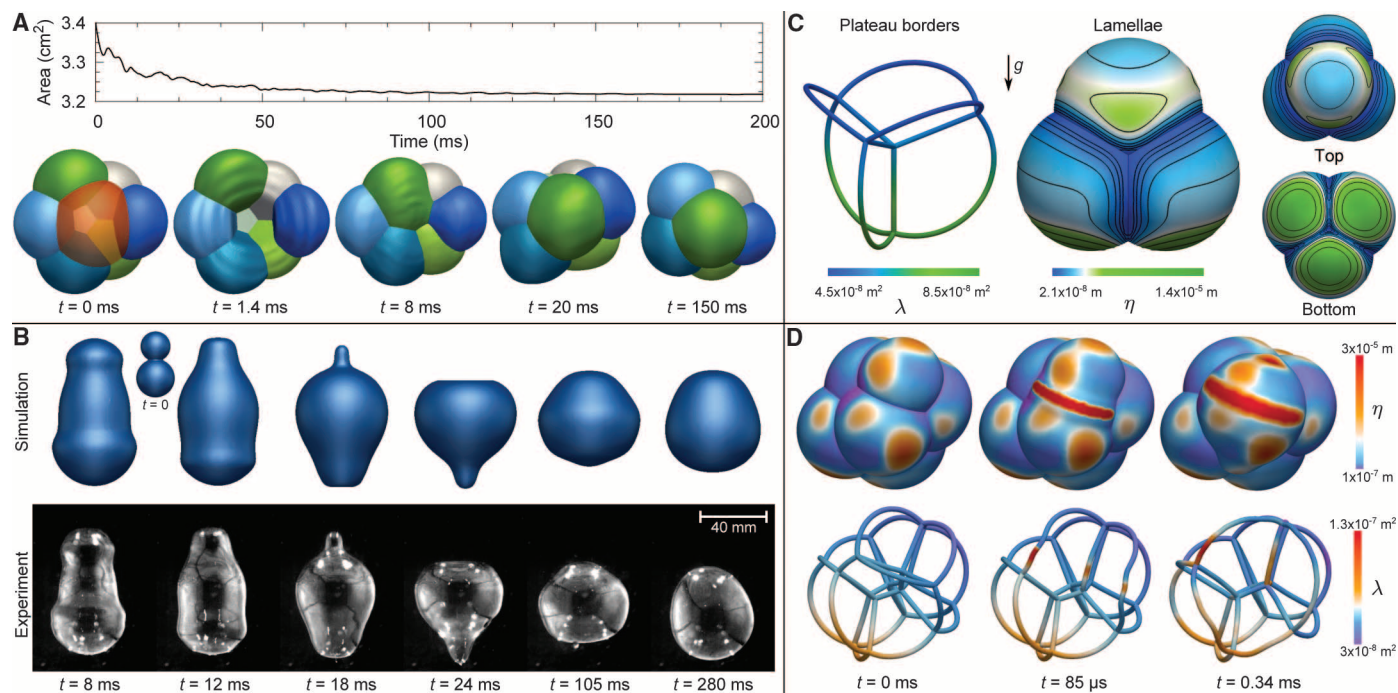 A
Area (cm²)
3.4
3.3
3.2
0
50
100
150
200
Time (ms)
t = 0 ms
t = 1.4 ms
t = 8 ms
t = 20 ms
t = 150 ms
B
Simulation
t = 0
Experiment
40 mm
t = 8 ms
t = 12 ms
t = 18 ms
t = 24 ms
t = 105 ms
t = 280 ms
C
Plateau borders
g
Lamellae
Top
Bottom
4.5x10⁻⁸ m²
8.5x10⁻⁸ m²
λ
2.1x10⁻⁸ m
1.4x10⁻⁵ m
η
D
3x10⁻⁵ m
η
1x10⁻⁷ m
1.3x10⁻⁷ m²
λ
3x10⁻⁸ m²
t = 0 ms
t = 85 µs
t = 0.34 ms